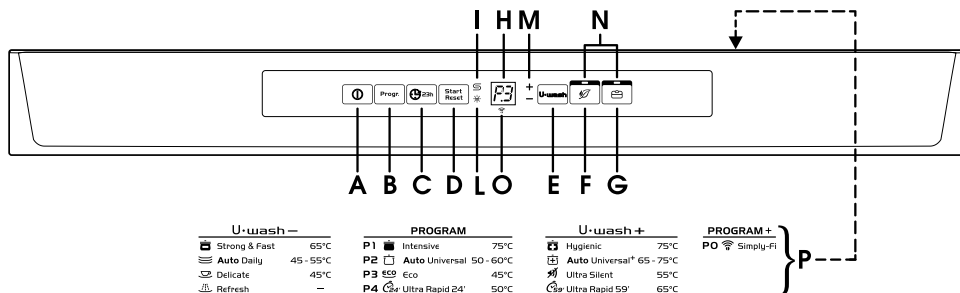 I H M N
Progr. 23h Start Reset P3 + − U-wash
A B C D L O E F G
U·wash −
Strong & Fast 65°C
Auto Daily 45-55°C
Delicate 45°C
Refresh –
PROGRAM
P1 Intensive 75°C
P2 Auto Universal 50-60°C
P3 eco Eco 45°C
P4 24' Ultra Rapid 24' 50°C
U·wash +
Hygienic 75°C
Auto Universal+ 65-75°C
Ultra Silent 55°C
59' Ultra Rapid 59' 65°C
PROGRAM +
P0 Simply-Fi
P